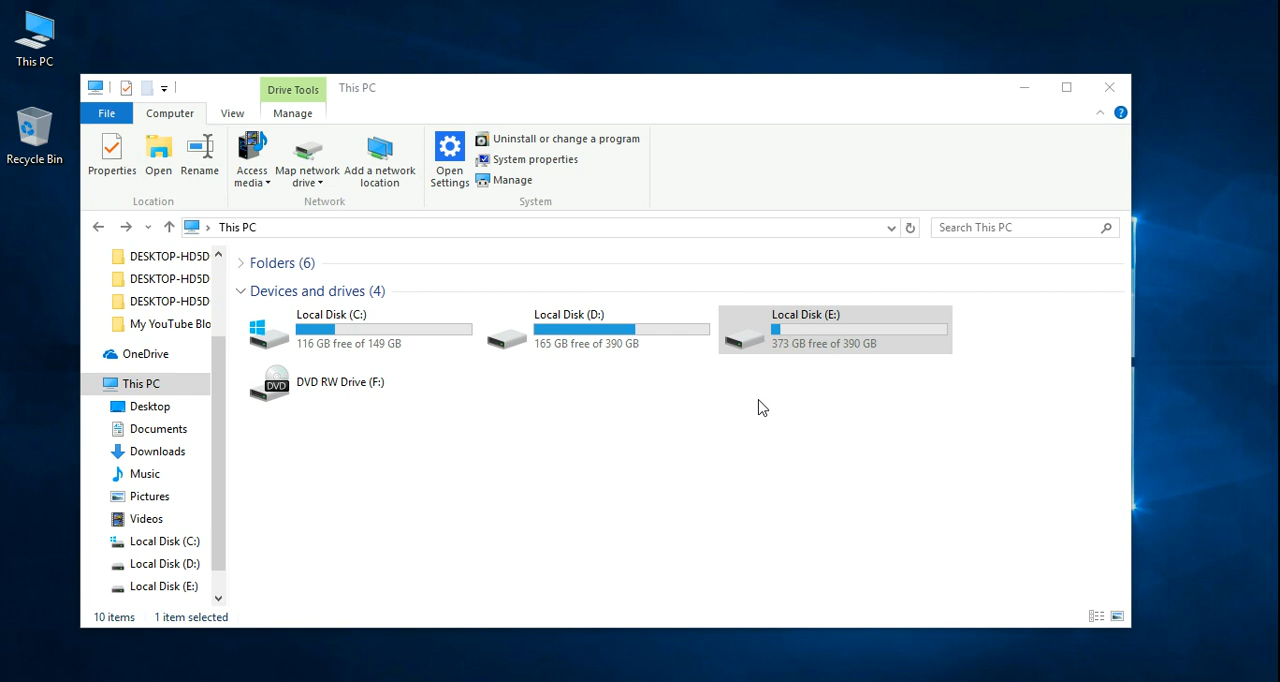 This PC
Recycle Bin
Drive Tools
This PC
File
Computer
View
Manage
Properties
Open
Rename
Access media
Map network drive
Add a network location
Open Settings
Uninstall or change a program
System properties
Manage
Location
Network
System
This PC
Search This PC
DESKTOP-HD5D
DESKTOP-HD5D
DESKTOP-HD5D
My YouTube Blo
OneDrive
This PC
Desktop
Documents
Downloads
Music
Pictures
Videos
Local Disk (C:)
Local Disk (D:)
Local Disk (E:)
Folders (6)
Devices and drives (4)
Local Disk (C:)
116 GB free of 149 GB
Local Disk (D:)
165 GB free of 390 GB
Local Disk (E:)
373 GB free of 390 GB
DVD
DVD RW Drive (F:)
10 items
1 item selected